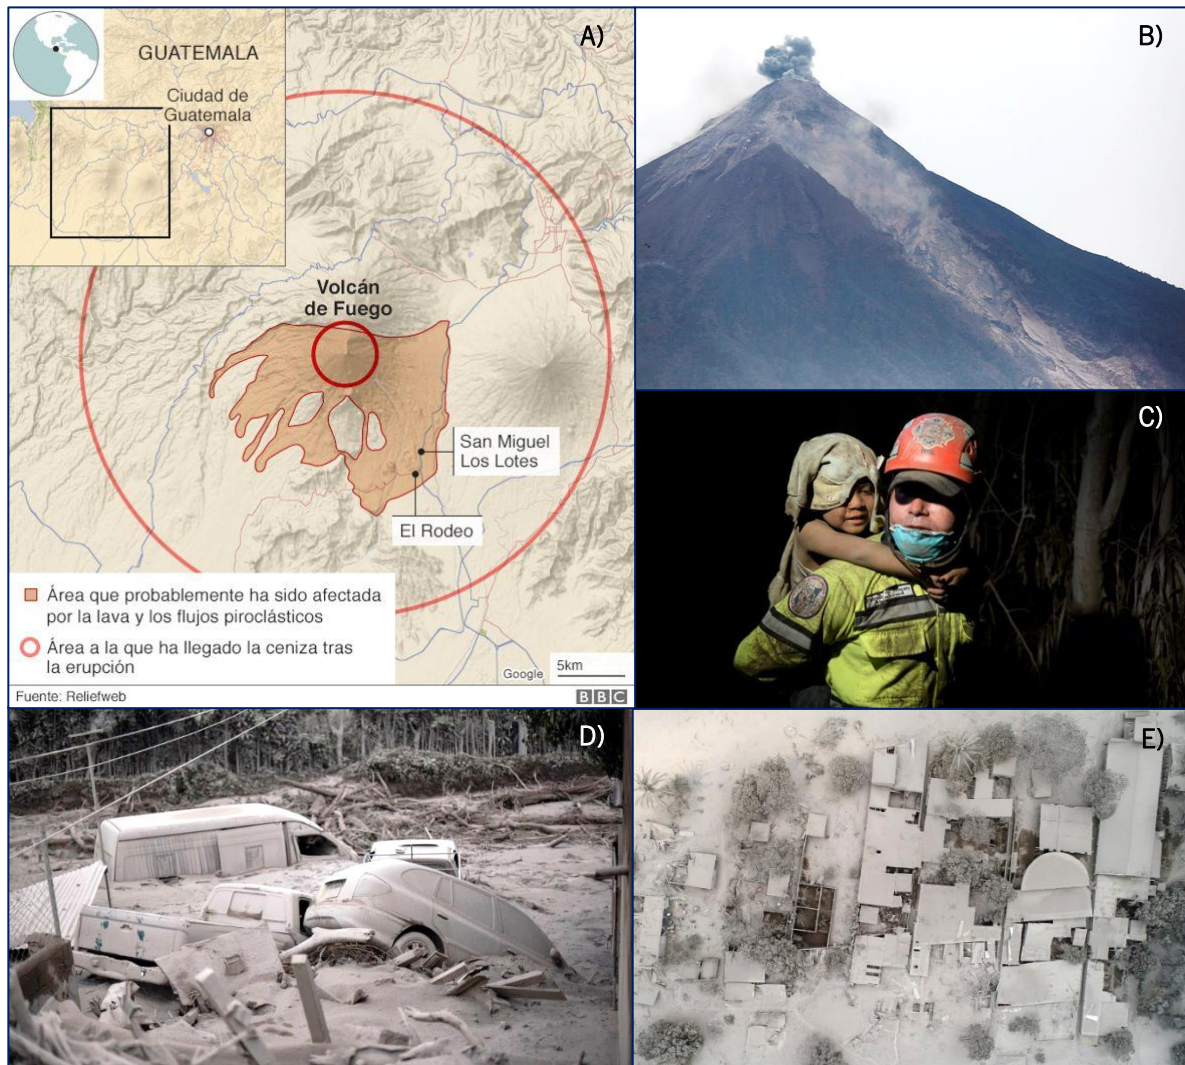 A)
GUATEMALA
Ciudad de
Guatemala
Volcán
de Fuego
San Miguel
Los Lotes
El Rodeo
Área que probablemente ha sido afectada
por la lava y los flujos piroclásticos
Área a la que ha llegado la ceniza tras
la erupción
Google
5km
Fuente: Reliefweb
BBC
B)
C)
D)
E)